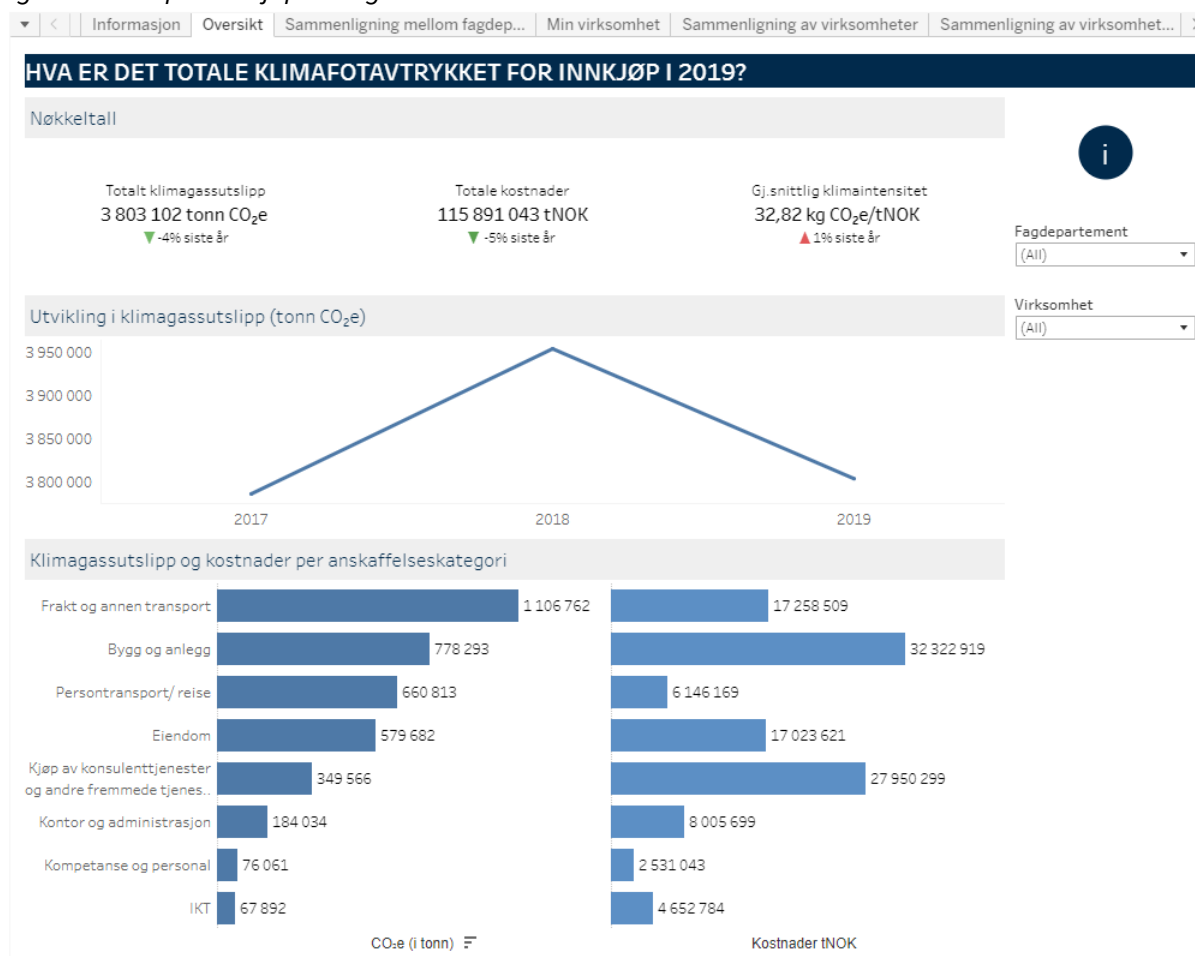 Informasjon Oversikt Sammenligning mellom fagdep... Min virksomhet Sammenligning av virksomheter Sammenligning av virksomhet...
HVA ER DET TOTALE KLIMAFOTAVTRYKKET FOR INNKJØP I 2019?
Nøkkeltall
i
Totalt klimagassutslipp
3 803 102 tonn CO₂e
▼-4% siste år
Totale kostnader
115 891 043 tNOK
▼ -5% siste år
Gj.snittlig klimaintensitet
32,82 kg CO₂e/tNOK
▲ 1% siste år
Fagdepartement
(All)
Virksomhet
(All)
Utvikling i klimagassutslipp (tonn CO₂e)
3 950 000
3 900 000
3 850 000
3 800 000
2017 2018 2019
Klimagassutslipp og kostnader per anskaffelseskategori
Frakt og annen transport 1 106 762 17 258 509
Bygg og anlegg 778 293 32 322 919
Persontransport/ reise 660 813 6 146 169
Eiendom 579 682 17 023 621
Kjøp av konsulenttjenester
og andre fremmede tjenes.. 349 566 27 950 299
Kontor og administrasjon 184 034 8 005 699
Kompetanse og personal 76 061 2 531 043
IKT 67 892 4 652 784
CO₂e (i tonn) Kostnader tNOK